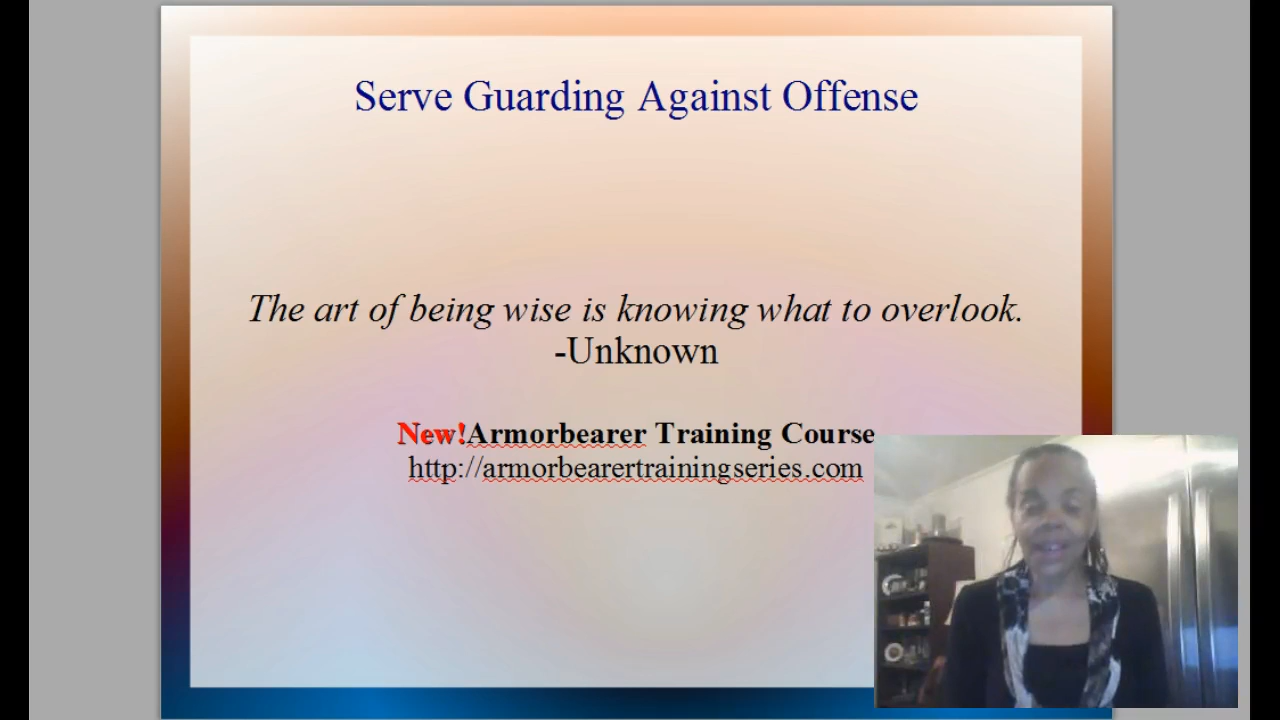 Serve Guarding Against Offense
The art of being wise is knowing what to overlook.
-Unknown
New!Armorbearer Training Course
http://armorbearertrainingseries.com